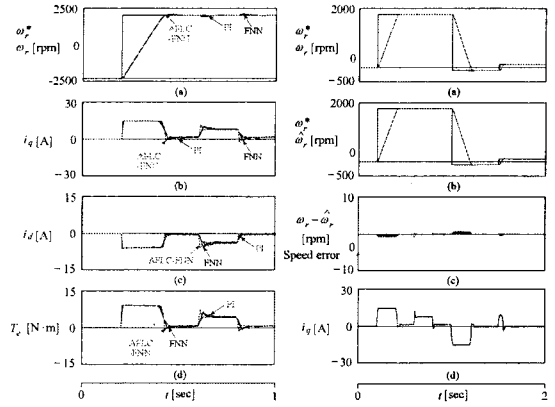 2500
ω_r*
ω_r [rpm]
0
−2500
AFLC
-FNN
PI
FNN
(a)
30
i_q [A]
0
−30
AFLC
-FNN
PI
FNN
(b)
15
i_d [A]
0
−15
AFLC-FNN
FNN
PI
(c)
15
T_e [N·m]
0
−15
AFLC
-FNN
FNN
PI
(d)
0
t [sec]
1
2000
ω_r*
ω_r [rpm]
0
−500
(a)
2000
ω_r*
ω̂_r [rpm]
0
−500
(b)
10
ω_r − ω̂_r
[rpm]
0
Speed error
−10
(c)
30
i_q [A]
0
−30
(d)
0
t [sec]
2